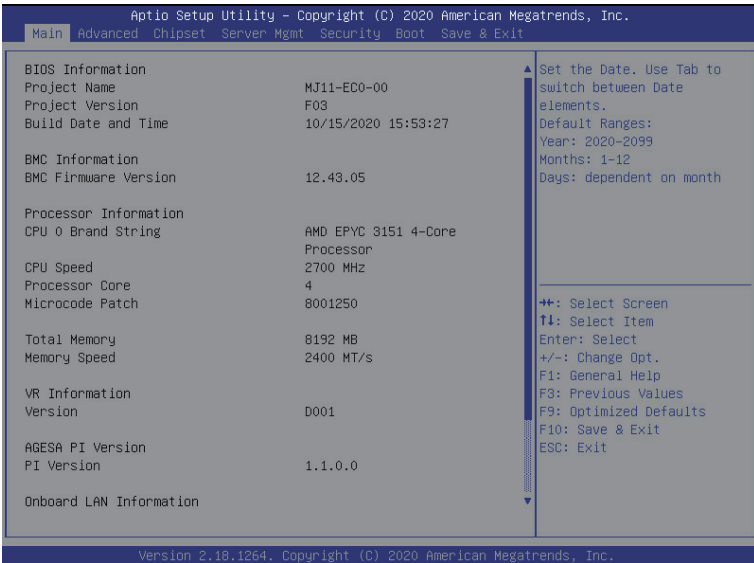 Aptio Setup Utility – Copyright (C) 2020 American Megatrends, Inc.
Main Advanced Chipset Server Mgmt Security Boot Save & Exit
BIOS Information
Project Name MJ11-EC0-00
Project Version F03
Build Date and Time 10/15/2020 15:53:27
BMC Information
BMC Firmware Version 12.43.05
Processor Information
CPU 0 Brand String AMD EPYC 3151 4-Core
Processor
CPU Speed 2700 MHz
Processor Core 4
Microcode Patch 8001250
Total Memory 8192 MB
Memory Speed 2400 MT/s
VR Information
Version D001
AGESA PI Version
PI Version 1.1.0.0
Onboard LAN Information
Set the Date. Use Tab to
switch between Date
elements.
Default Ranges:
Year: 2020-2099
Months: 1-12
Days: dependent on month
→←: Select Screen
↑↓: Select Item
Enter: Select
+/-: Change Opt.
F1: General Help
F3: Previous Values
F9: Optimized Defaults
F10: Save & Exit
ESC: Exit
Version 2.18.1264. Copyright (C) 2020 American Megatrends, Inc.